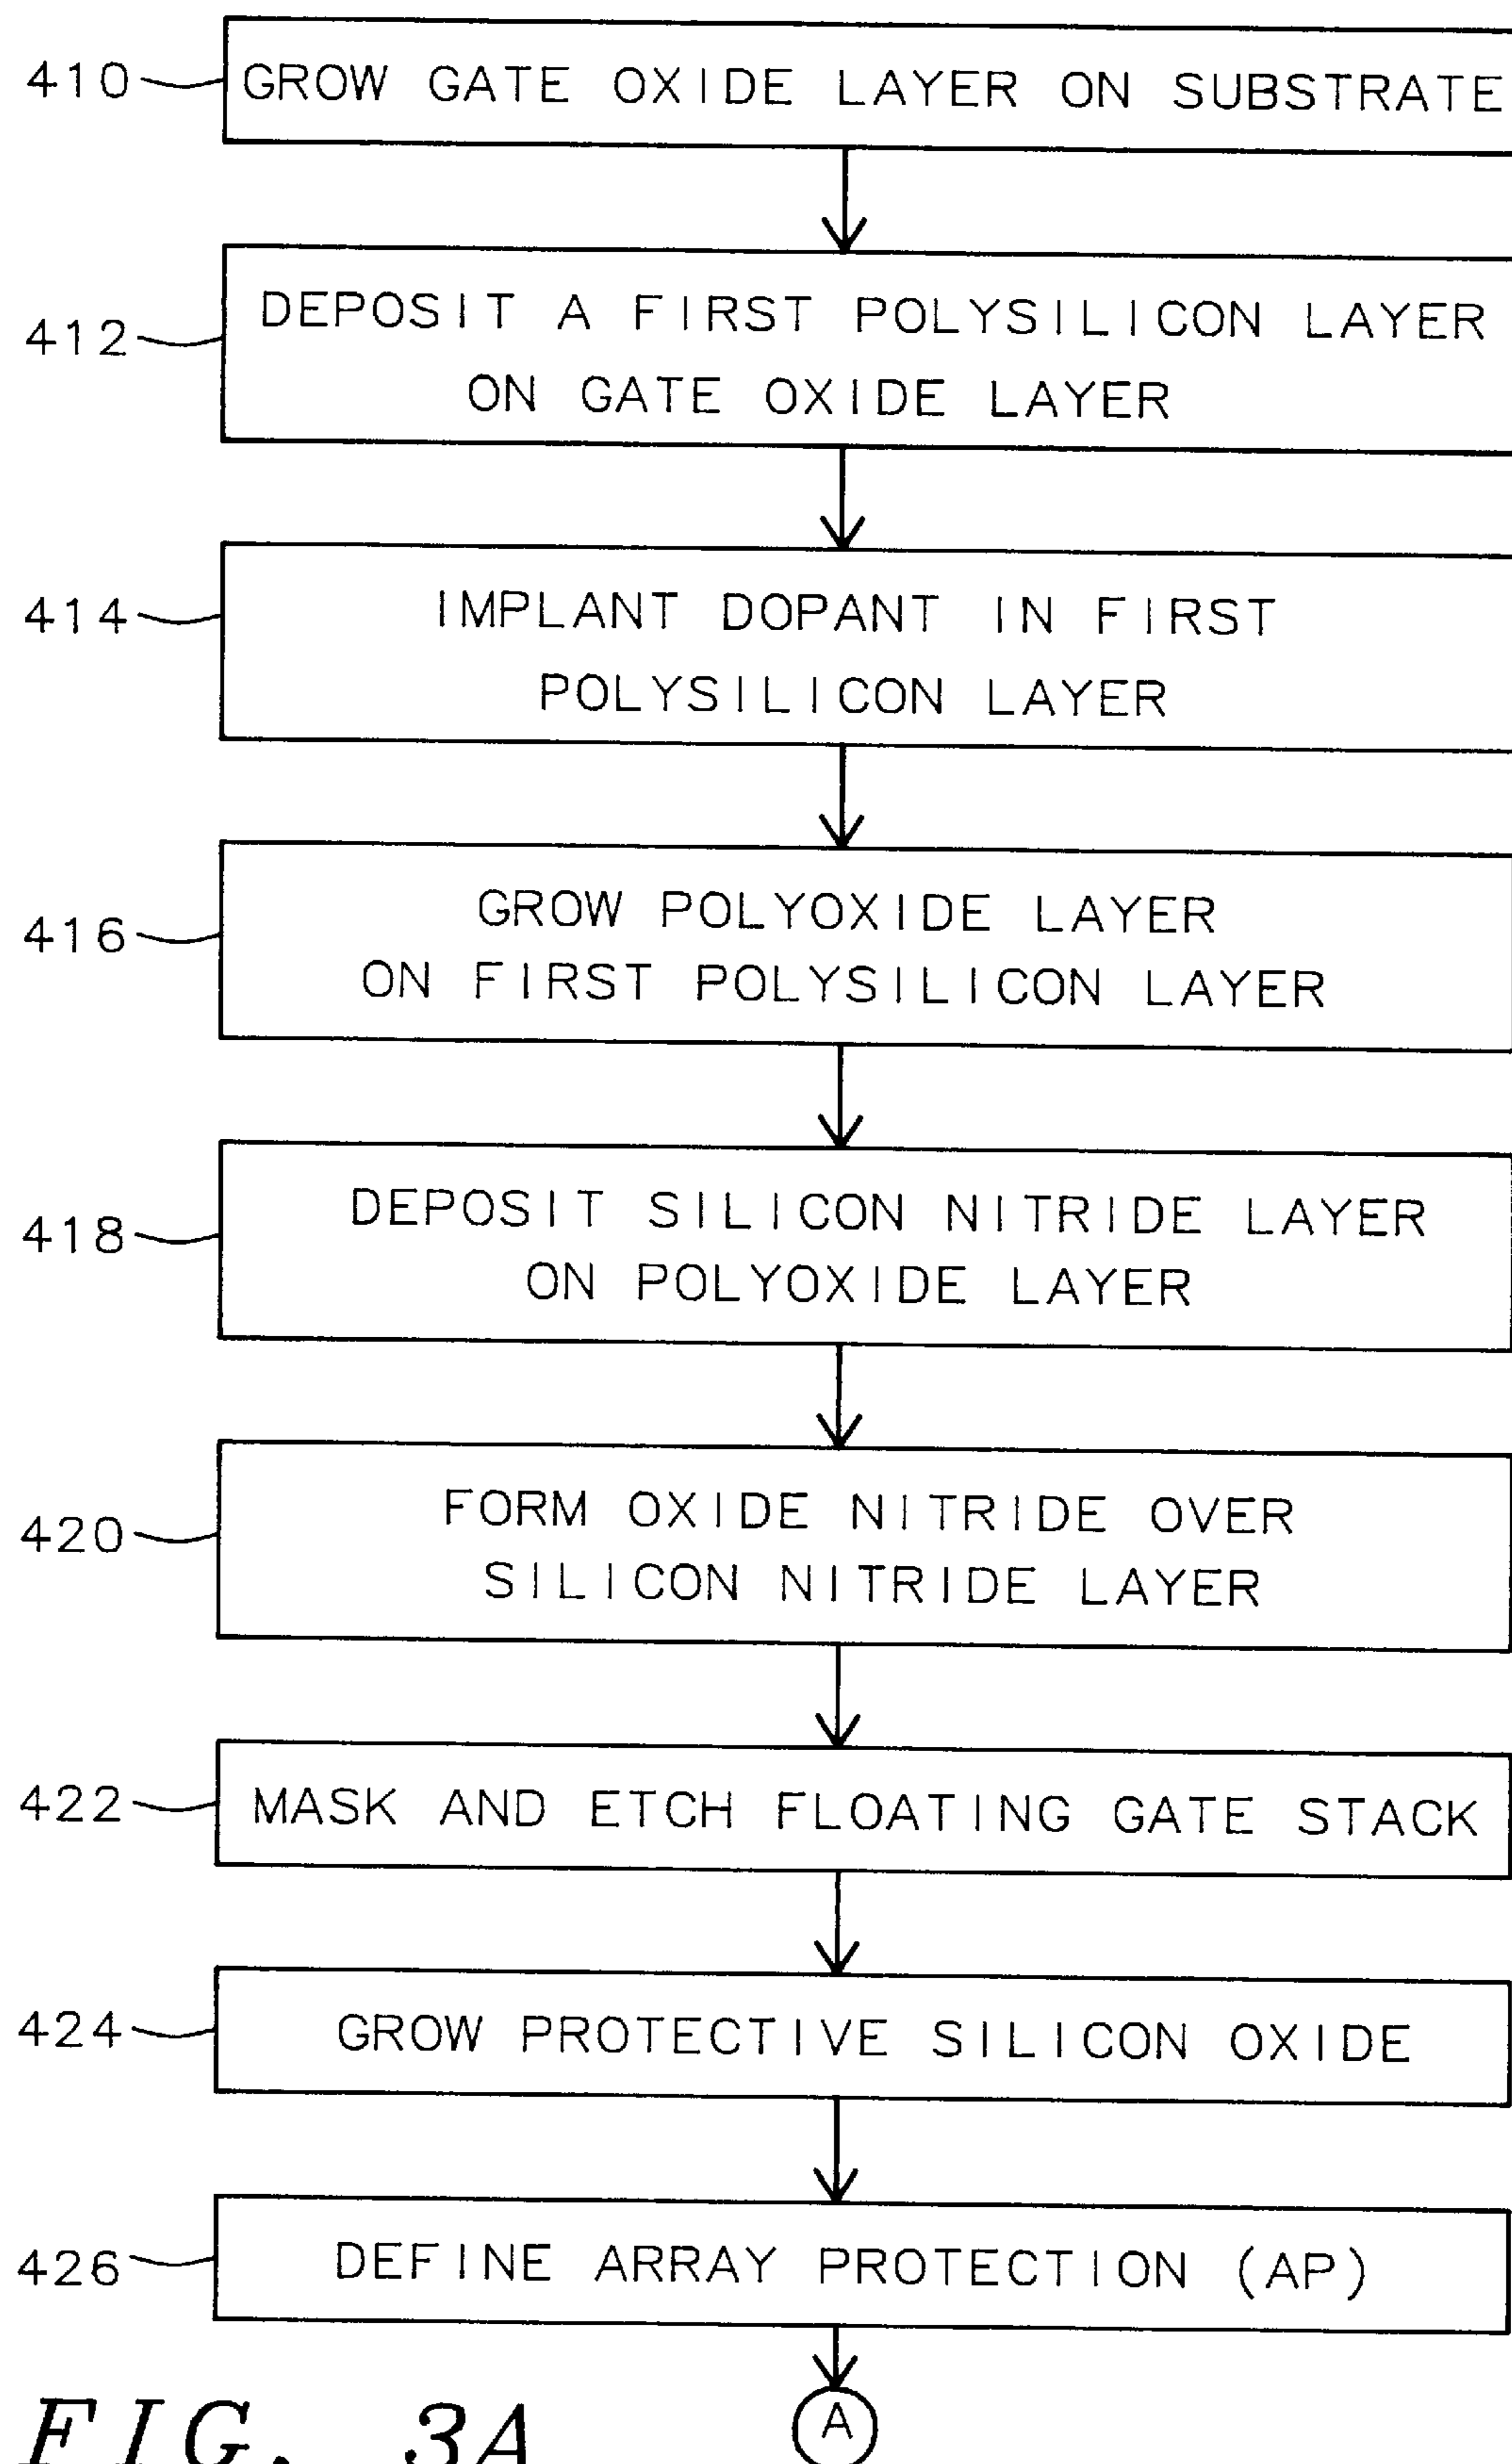 410 GROW GATE OXIDE LAYER ON SUBSTRATE
412 DEPOSIT A FIRST POLYSILICON LAYER
ON GATE OXIDE LAYER
414 IMPLANT DOPANT IN FIRST
POLYSILICON LAYER
416 GROW POLYOXIDE LAYER
ON FIRST POLYSILICON LAYER
418 DEPOSIT SILICON NITRIDE LAYER
ON POLYOXIDE LAYER
420 FORM OXIDE NITRIDE OVER
SILICON NITRIDE LAYER
422 MASK AND ETCH FLOATING GATE STACK
424 GROW PROTECTIVE SILICON OXIDE
426 DEFINE ARRAY PROTECTION (AP)
A
FIG. 3A